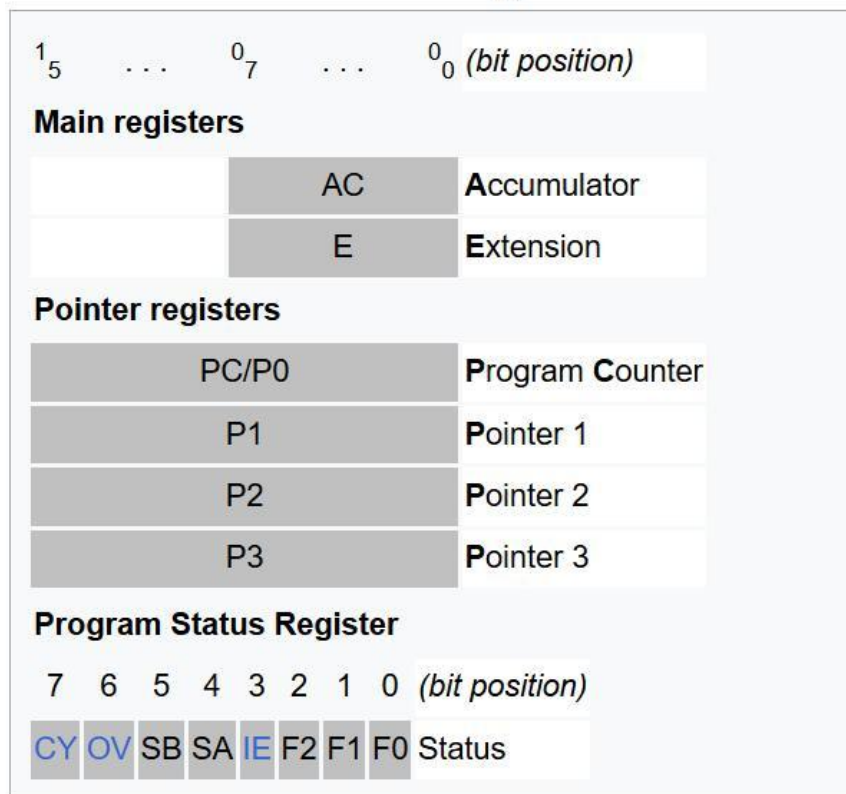 15 ... 07 ... 00 (bit position)
Main registers
AC Accumulator
E Extension
Pointer registers
PC/P0 Program Counter
P1 Pointer 1
P2 Pointer 2
P3 Pointer 3
Program Status Register
7 6 5 4 3 2 1 0 (bit position)
CY OV SB SA IE F2 F1 F0 Status